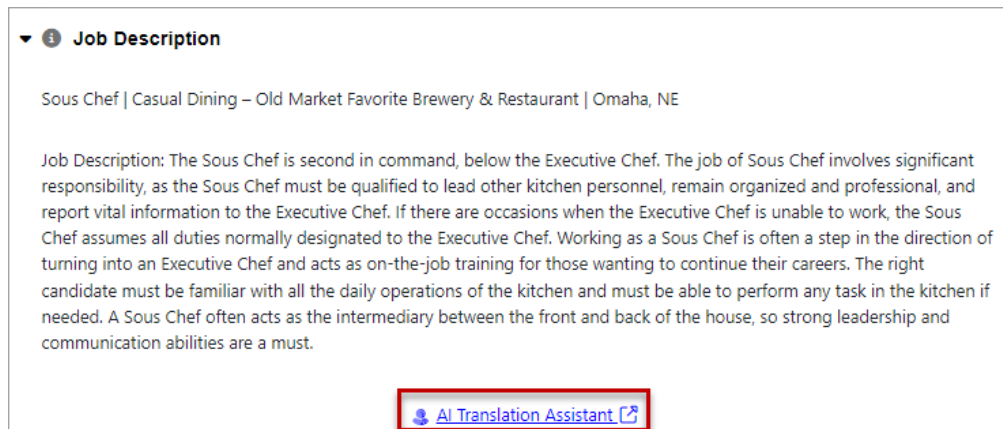 Job Description
Sous Chef | Casual Dining – Old Market Favorite Brewery & Restaurant | Omaha, NE
Job Description: The Sous Chef is second in command, below the Executive Chef. The job of Sous Chef involves significant
responsibility, as the Sous Chef must be qualified to lead other kitchen personnel, remain organized and professional, and
report vital information to the Executive Chef. If there are occasions when the Executive Chef is unable to work, the Sous
Chef assumes all duties normally designated to the Executive Chef. Working as a Sous Chef is often a step in the direction of
turning into an Executive Chef and acts as on-the-job training for those wanting to continue their careers. The right
candidate must be familiar with all the daily operations of the kitchen and must be able to perform any task in the kitchen if
needed. A Sous Chef often acts as the intermediary between the front and back of the house, so strong leadership and
communication abilities are a must.
AI Translation Assistant